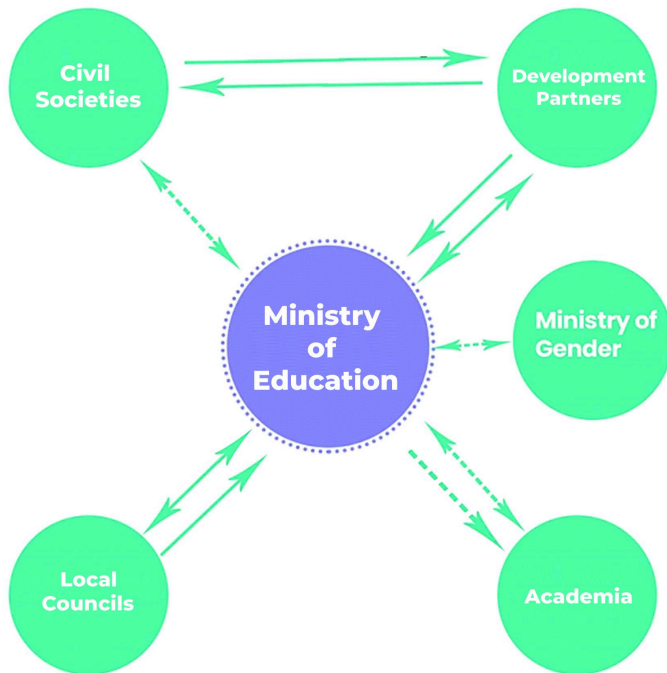 Civil
Societies
Development
Partners
Ministry
of
Education
Ministry of
Gender
Local
Councils
Academia